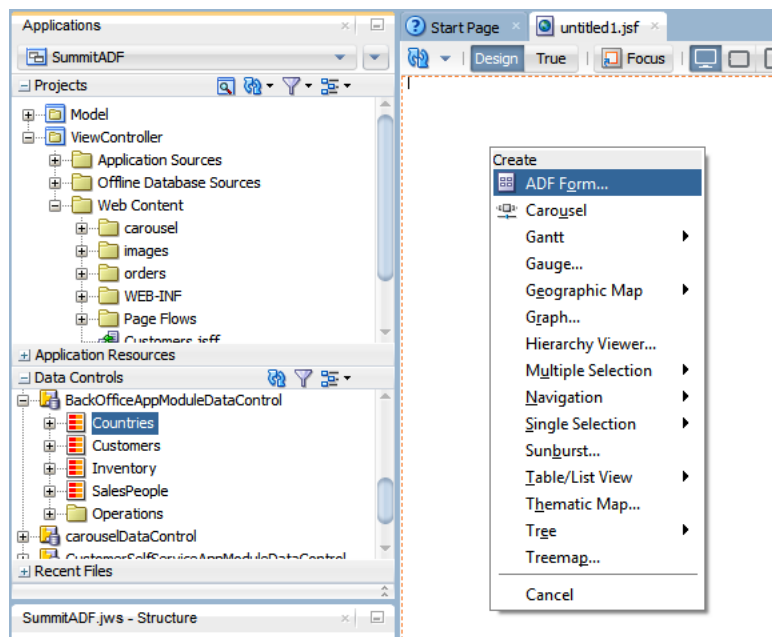 Applications
SummitADF
Projects
Model
ViewController
Application Sources
Offline Database Sources
Web Content
carousel
images
orders
WEB-INF
Page Flows
Customers.jsff
Application Resources
Data Controls
BackOfficeAppModuleDataControl
Countries
Customers
Inventory
SalesPeople
Operations
carouselDataControl
CustomerSelfServiceAppModuleDataControl
Recent Files
SummitADF.jws - Structure
Start Page
untitled1.jsf
Design True Focus
Create
ADF Form...
Carousel
Gantt
Gauge...
Geographic Map
Graph...
Hierarchy Viewer...
Multiple Selection
Navigation
Single Selection
Sunburst...
Table/List View
Thematic Map...
Tree
Treemap...
Cancel